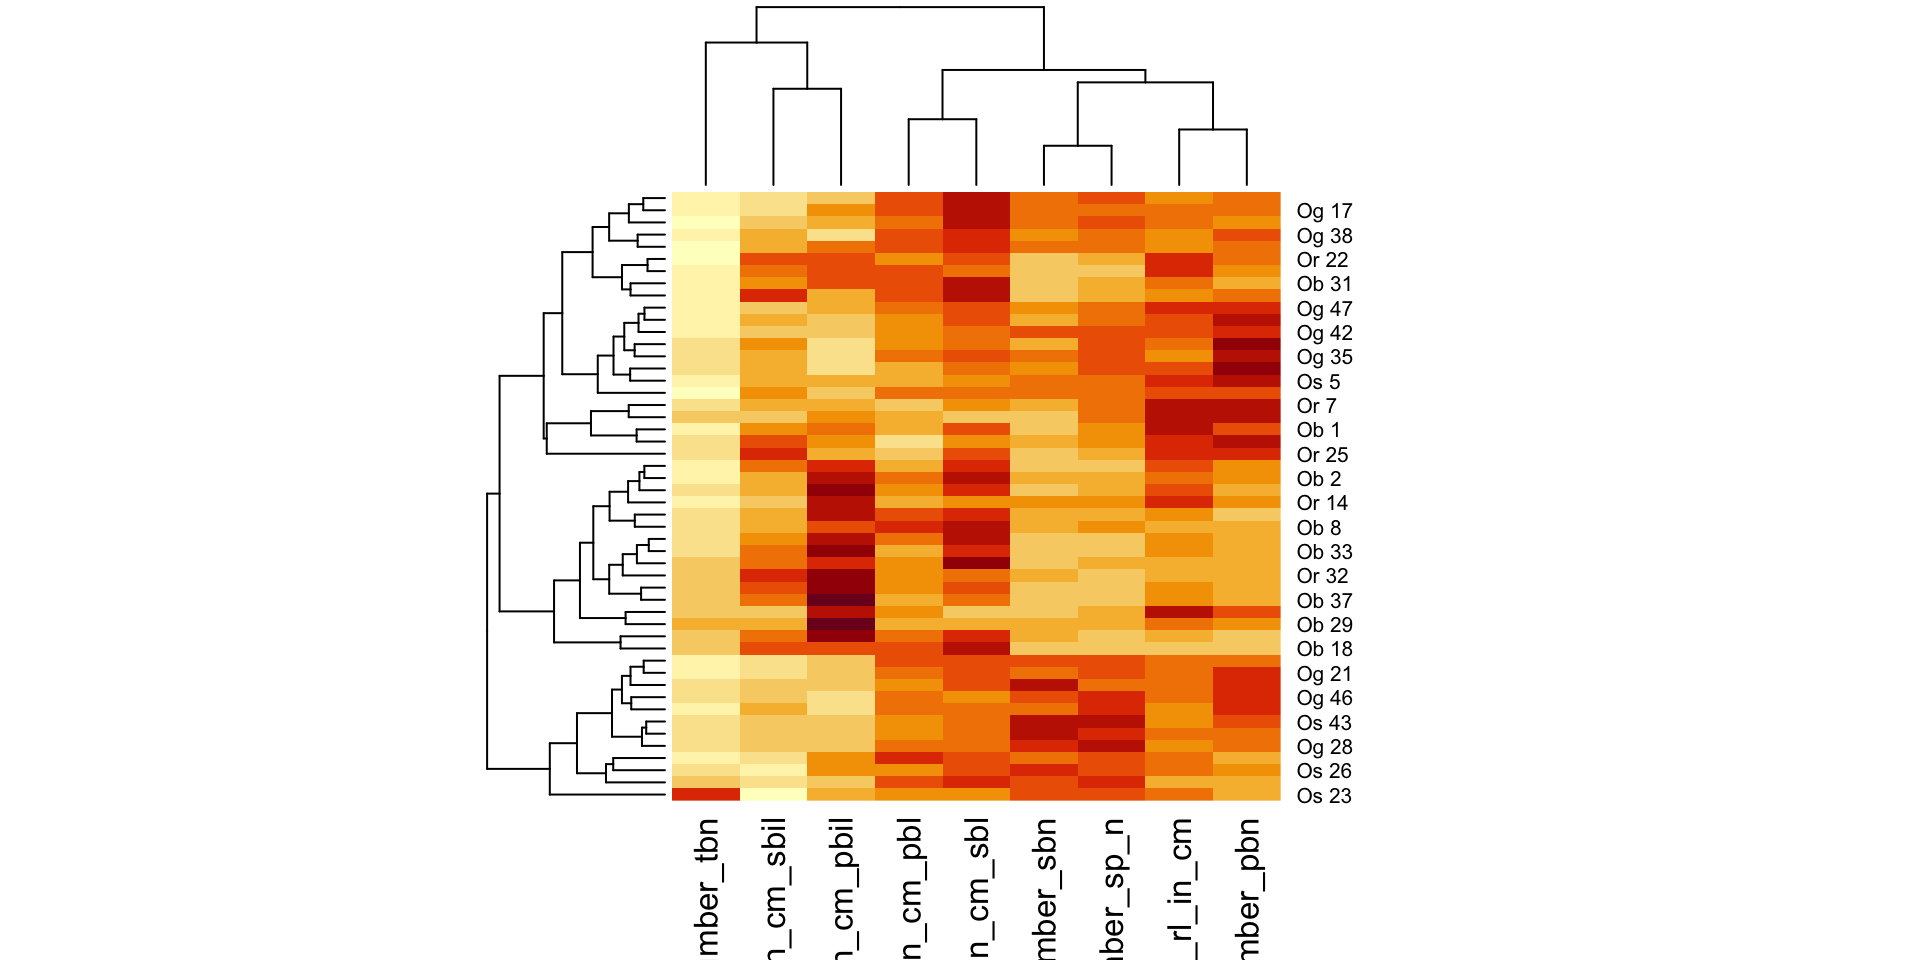 Og 17
Og 38
Or 22
Ob 31
Og 47
Og 42
Og 35
Os 5
Or 7
Ob 1
Or 25
Ob 2
Or 14
Ob 8
Ob 33
Or 32
Ob 37
Ob 29
Ob 18
Og 21
Og 46
Os 43
Og 28
Os 26
Os 23
mber_tbn
n_cm_sbil
n_cm_pbil
n_cm_pbl
n_cm_sbl
mber_sbn
nber_sp_n
_rl_in_cm
mber_pbn